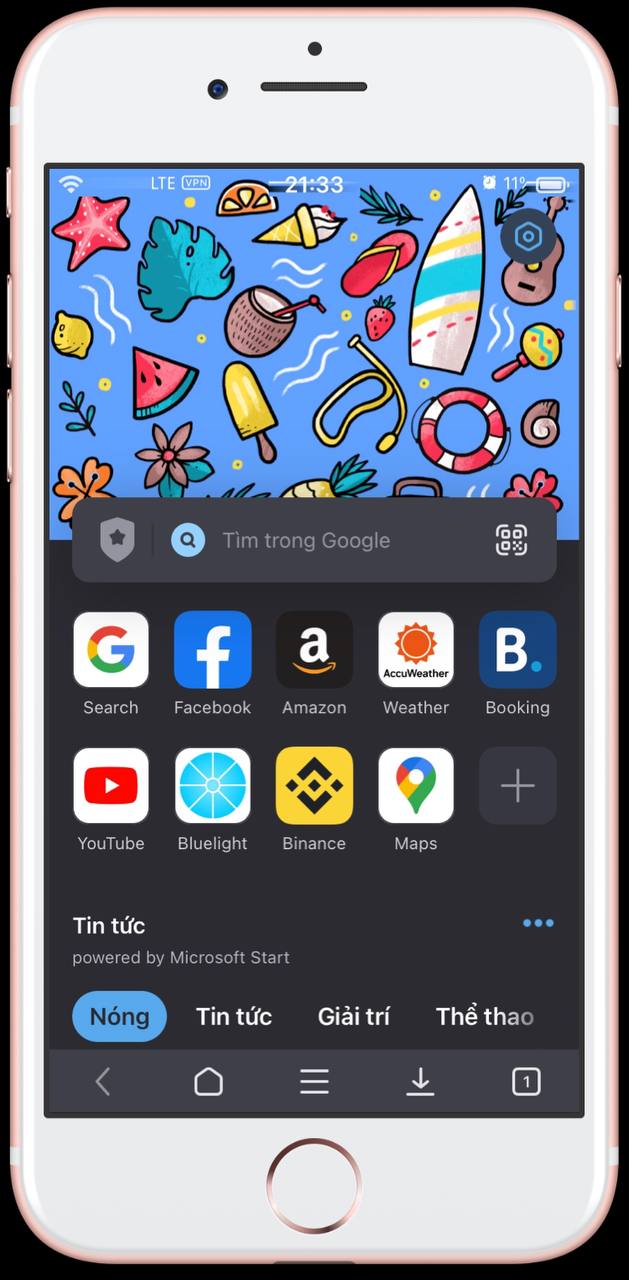 LTE VPN 21:33 11°
Tìm trong Google
AccuWeather
Search Facebook Amazon Weather Booking
YouTube Bluelight Binance Maps
Tin tức
powered by Microsoft Start
Nóng Tin tức Giải trí Thể thao
1